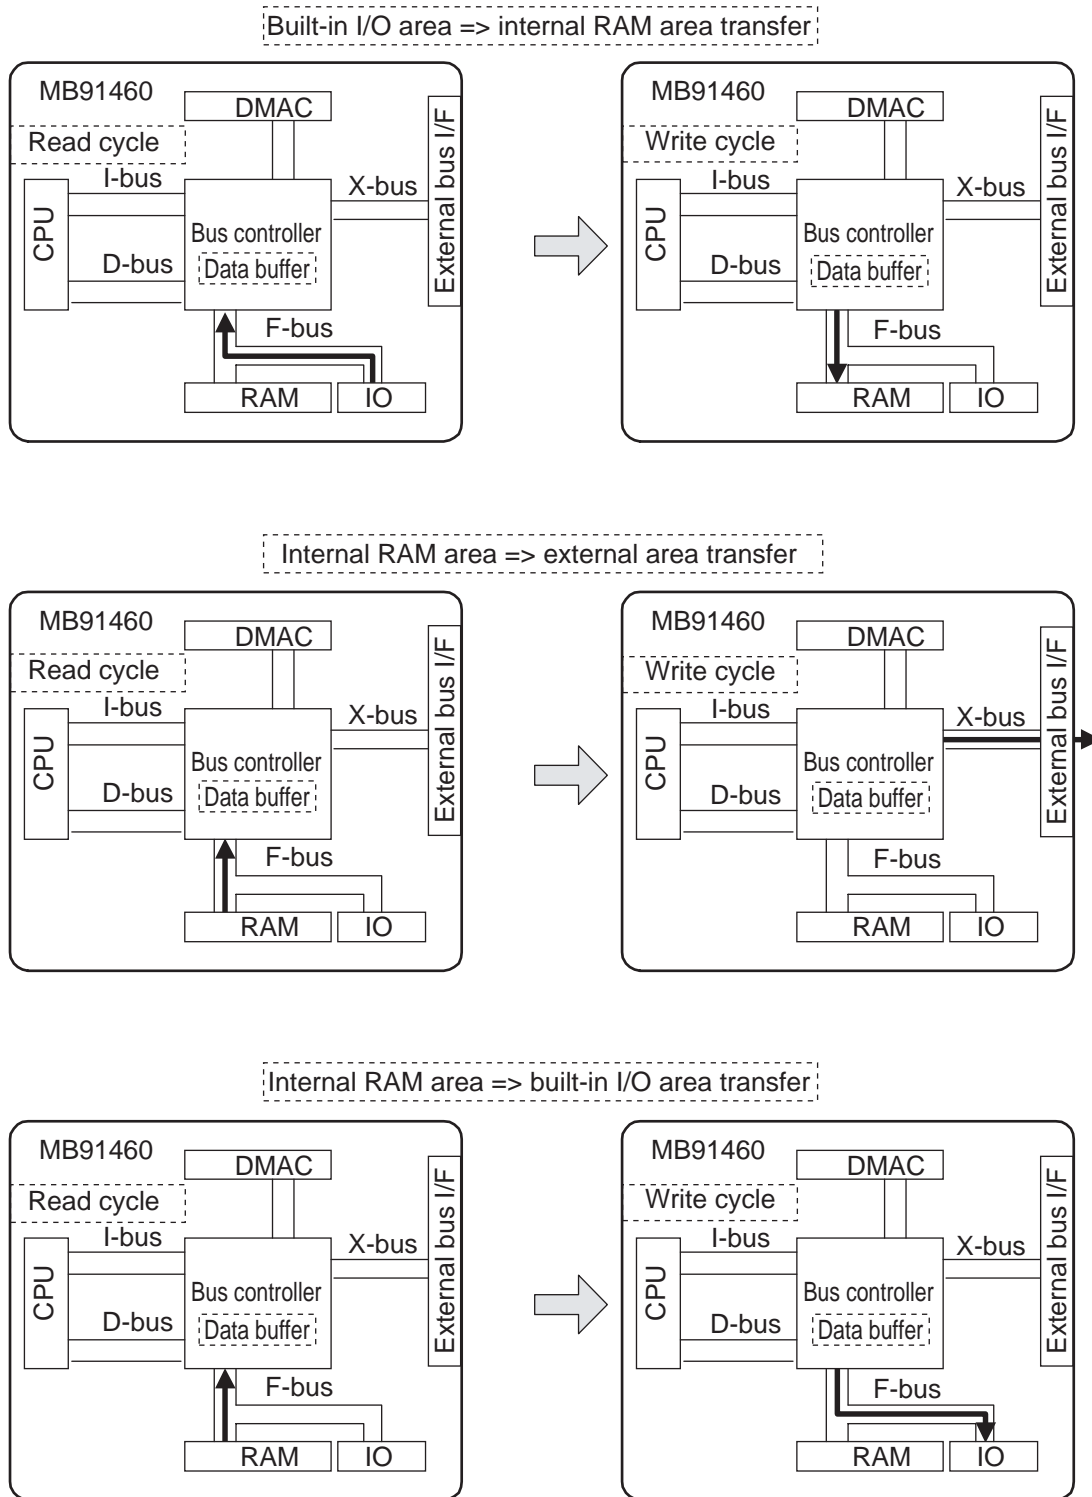 Built-in I/O area => internal RAM area transfer
MB91460
DMAC
Read cycle
I-bus
X-bus
CPU
Bus controller
External bus I/F
D-bus
Data buffer
F-bus
RAM
IO
MB91460
DMAC
Write cycle
I-bus
X-bus
CPU
Bus controller
External bus I/F
D-bus
Data buffer
F-bus
RAM
IO
Internal RAM area => external area transfer
MB91460
DMAC
Read cycle
I-bus
X-bus
CPU
Bus controller
External bus I/F
D-bus
Data buffer
F-bus
RAM
IO
MB91460
DMAC
Write cycle
I-bus
X-bus
CPU
Bus controller
External bus I/F
D-bus
Data buffer
F-bus
RAM
IO
Internal RAM area => built-in I/O area transfer
MB91460
DMAC
Read cycle
I-bus
X-bus
CPU
Bus controller
External bus I/F
D-bus
Data buffer
F-bus
RAM
IO
MB91460
DMAC
Write cycle
I-bus
X-bus
CPU
Bus controller
External bus I/F
D-bus
Data buffer
F-bus
RAM
IO